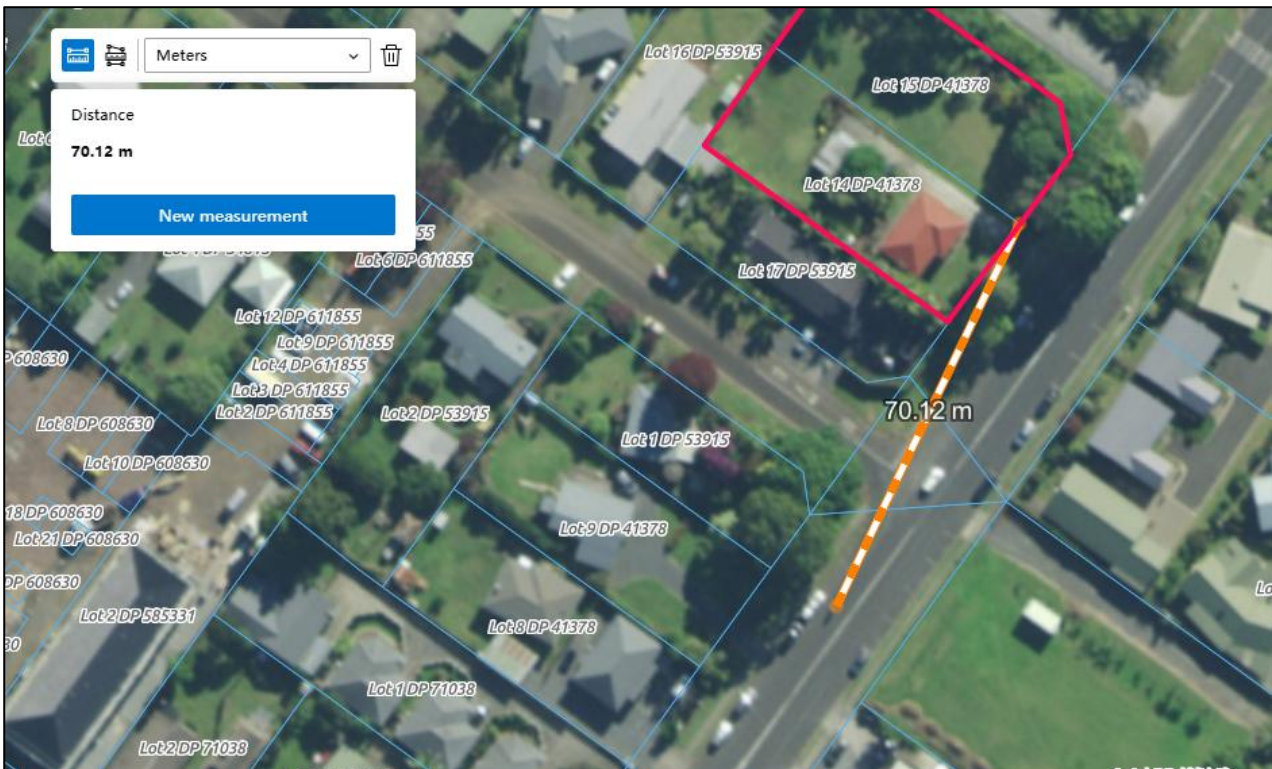 Meters
Distance
70.12 m
New measurement
Lot 16 DP 53915
Lot 15 DP 41378
Lot 14 DP 41378
Lot 17 DP 53915
Lot 6 DP 611855
Lot 12 DP 611855
Lot 9 DP 611855
Lot 4 DP 611855
Lot 3 DP 611855
Lot 2 DP 611855
Lot 2 DP 53915
70.12 m
Lot 1 DP 53915
608630
Lot 8 DP 608630
Lot 10 DP 608630
18 DP 608630
Lot 21 DP 608630
DP 608630
Lot 9 DP 41378
Lot 2 DP 585331
Lot 8 DP 41378
Lot 1 DP 71038
Lot 2 DP 71038